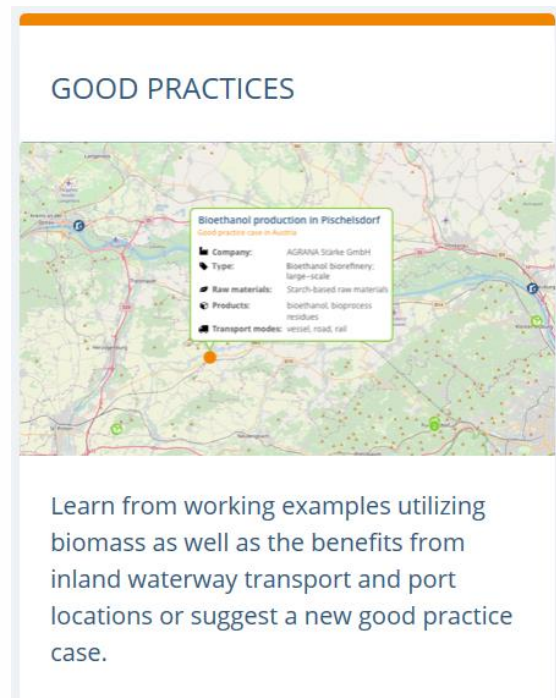 GOOD PRACTICES
Bioethanol production in Pischelsdorf
Good practice case in Austria
Company: AGRANA Stärke GmbH
Type: Bioethanol biorefinery;
large-scale
Raw materials: Starch-based raw materials
Products: bioethanol, bioprocess
residues
Transport modes: vessel, road, rail
Learn from working examples utilizing
biomass as well as the benefits from
inland waterway transport and port
locations or suggest a new good practice
case.